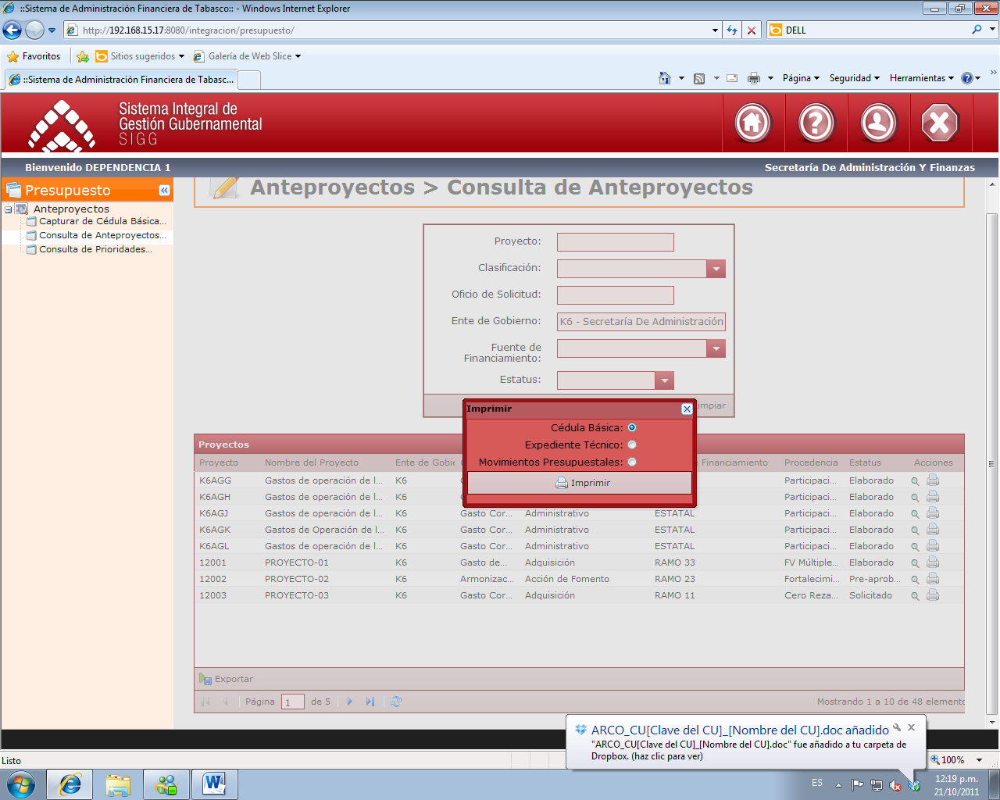 ::Sistema de Administración Financiera de Tabasco:: - Windows Internet Explorer
http://192.168.15.17:8080/integracion/presupuesto/
DELL
Favoritos
Sitios sugeridos
Galería de Web Slice
::Sistema de Administración Financiera de Tabasc...
Página
Seguridad
Herramientas
Sistema Integral de
Gestión Gubernamental
SIGG
Bienvenido DEPENDENCIA 1
Secretaría De Administración Y Finanzas
Presupuesto
Anteproyectos
Capturar de Cédula Básica...
Consulta de Anteproyectos...
Consulta de Prioridades...
Anteproyectos > Consulta de Anteproyectos
Proyecto:
Clasificación:
Oficio de Solicitud:
Ente de Gobierno: K6 - Secretaría De Administración
Fuente de
Financiamiento:
Estatus:
impiar
Imprimir
Cédula Básica:
Expediente Técnico:
Movimientos Presupuestales:
Imprimir
Proyectos
Proyecto Nombre del Proyecto Ente de Gobie Financiamiento Procedencia Estatus Acciones
K6AGG Gastos de operación de l... K6 Participaci... Elaborado
K6AGH Gastos de operación de l... K6 Participaci... Elaborado
K6AGJ Gastos de operación de l... K6 Gasto Cor... Administrativo ESTATAL Participaci... Elaborado
K6AGK Gastos de Operación de l... K6 Gasto Cor... Administrativo ESTATAL Participaci... Elaborado
K6AGL Gastos de operación de l... K6 Gasto Cor... Administrativo ESTATAL Participaci... Elaborado
12001 PROYECTO-01 K6 Gasto de... Adquisición RAMO 33 FV Múltiple... Elaborado
12002 PROYECTO-02 K6 Armonizac... Acción de Fomento RAMO 23 Fortalecimi... Pre-aprob...
12003 PROYECTO-03 K6 Gasto Cor... Adquisición RAMO 11 Cero Reza... Solicitado
Exportar
Página 1 de 5
Mostrando 1 a 10 de 48 elemento
ARCO_CU[Clave del CU]_[Nombre del CU].doc añadido
"ARCO_CU[Clave del CU]_[Nombre del CU].doc" fue añadido a tu carpeta de
Dropbox. (haz clic para ver)
Listo
100%
ES
12:19 p.m.
21/10/2011